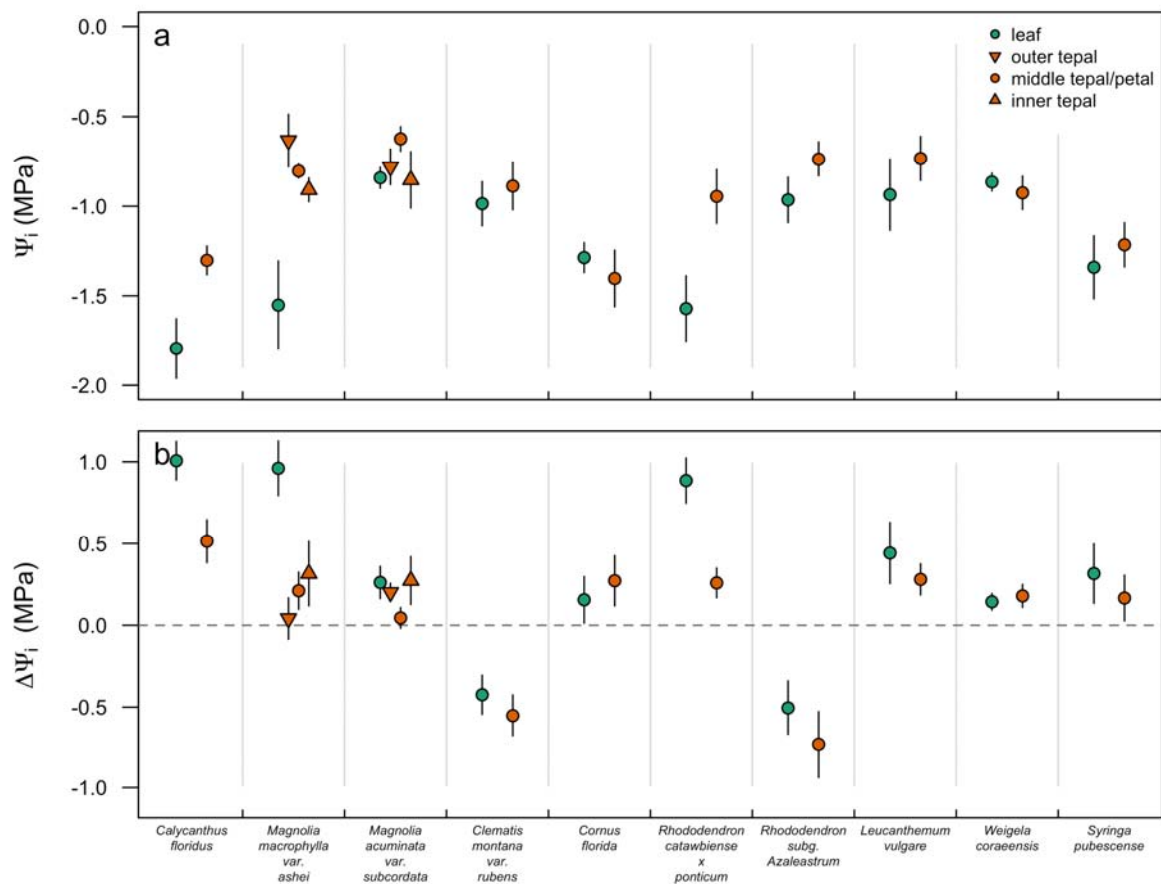 a
0.0
-0.5
-1.0
-1.5
-2.0
Ψi (MPa)
leaf
outer tepal
middle tepal/petal
inner tepal
b
1.0
0.5
0.0
-0.5
-1.0
ΔΨi (MPa)
Calycanthus
floridus
Magnolia
macrophylla
var.
ashei
Magnolia
acuminata
var.
subcordata
Clematis
montana
var.
rubens
Cornus
florida
Rhododendron
catawbiense
x
ponticum
Rhododendron
subg.
Azaleastrum
Leucanthemum
vulgare
Weigela
coraeensis
Syringa
pubescense